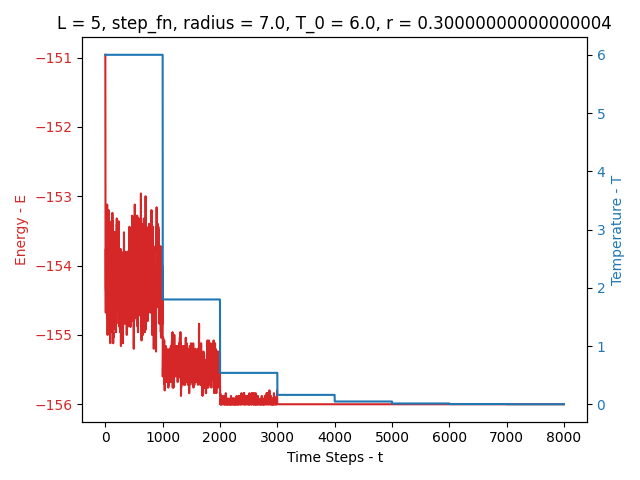 L = 5, step_fn, radius = 7.0, T_0 = 6.0, r = 0.30000000000000004
−151
−152
−153
−154
−155
−156
Energy - E
6
5
4
3
2
1
0
Temperature - T
0 1000 2000 3000 4000 5000 6000 7000 8000
Time Steps - t